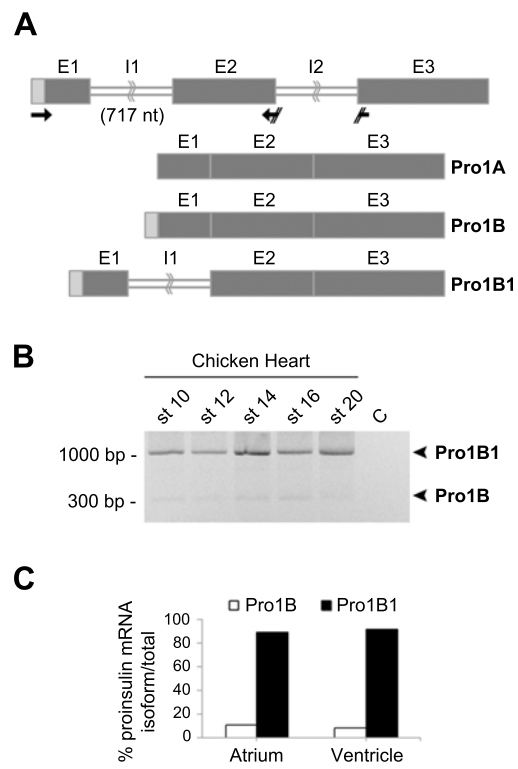 A
E1 I1 E2 I2 E3
(717 nt)
E1 E2 E3
Pro1A
E1 E2 E3
Pro1B
E1 I1 E2 E3
Pro1B1
B
Chicken Heart
st 10 st 12 st 14 st 16 st 20 C
1000 bp - Pro1B1
300 bp - Pro1B
C
Pro1B Pro1B1
% proinsulin mRNA
isoform/total
100
80
60
40
20
0
Atrium Ventricle